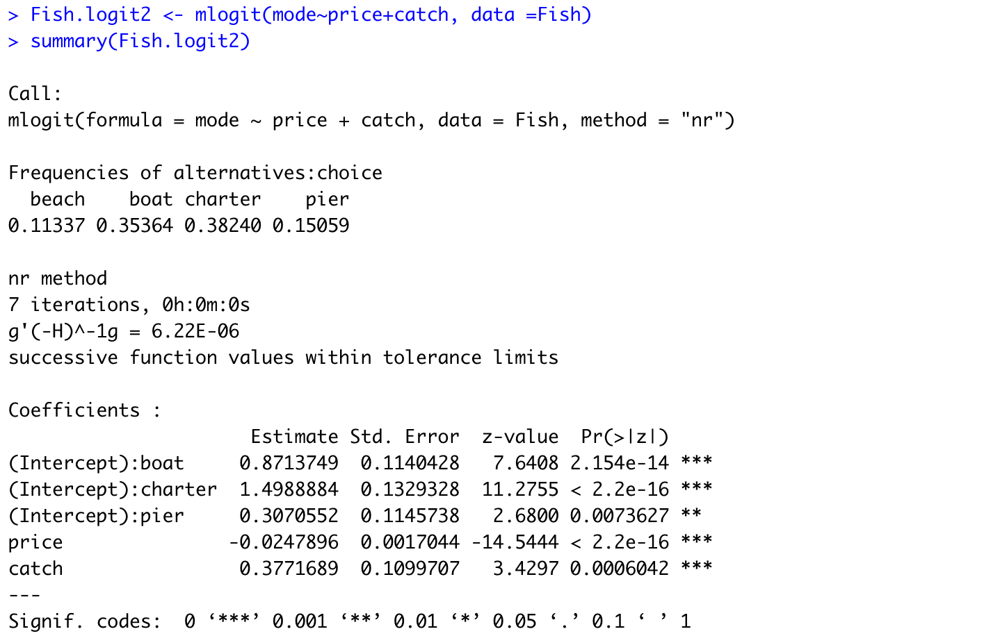 > Fish.logit2 <- mlogit(mode~price+catch, data =Fish)
> summary(Fish.logit2)
Call:
mlogit(formula = mode ~ price + catch, data = Fish, method = "nr")
Frequencies of alternatives:choice
beach boat charter pier
0.11337 0.35364 0.38240 0.15059
nr method
7 iterations, 0h:0m:0s
g'(-H)^-1g = 6.22E-06
successive function values within tolerance limits
Coefficients :
Estimate Std. Error z-value Pr(>|z|)
(Intercept):boat 0.8713749 0.1140428 7.6408 2.154e-14 ***
(Intercept):charter 1.4988884 0.1329328 11.2755 < 2.2e-16 ***
(Intercept):pier 0.3070552 0.1145738 2.6800 0.0073627 **
price -0.0247896 0.0017044 -14.5444 < 2.2e-16 ***
catch 0.3771689 0.1099707 3.4297 0.0006042 ***
---
Signif. codes: 0 ‘***’ 0.001 ‘**’ 0.01 ‘*’ 0.05 ‘.’ 0.1 ‘ ’ 1